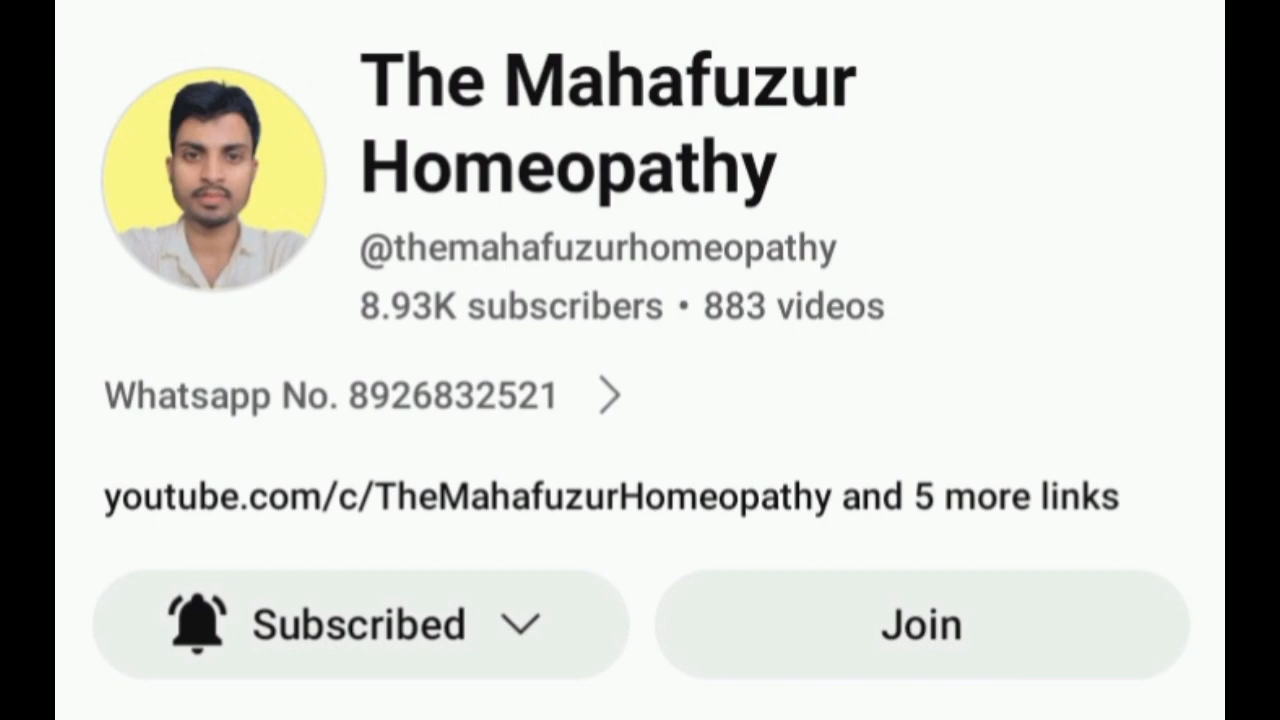 The Mahafuzur
Homeopathy
@themahafuzurhomeopathy
8.93K subscribers • 883 videos
Whatsapp No. 8926832521
youtube.com/c/TheMahafuzurHomeopathy and 5 more links
Subscribed
Join